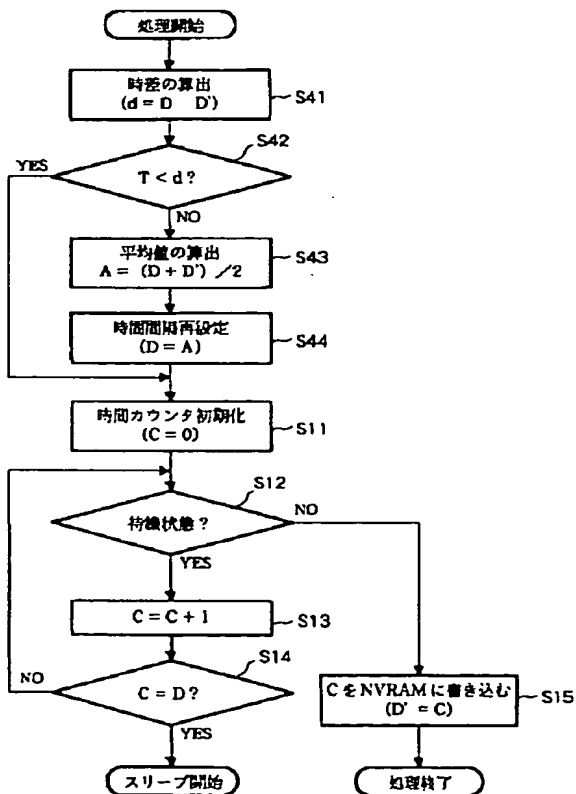 処理開始
時差の算出
(d = D D')
S41
S42
YES
T < d ?
NO
平均値の算出
A = (D + D') ／2
S43
時間間隔再設定
(D = A)
S44
時間カウンタ初期化
(C = 0)
S11
S12
待機状態？
NO
YES
C = C + 1
S13
S14
NO
C = D ?
YES
CをNVRAMに書き込む
(D' = C)
S15
スリープ開始
処理終了